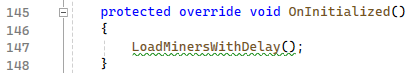 145 protected override void OnInitialized()
146 {
147 LoadMinersWithDelay();
148 }